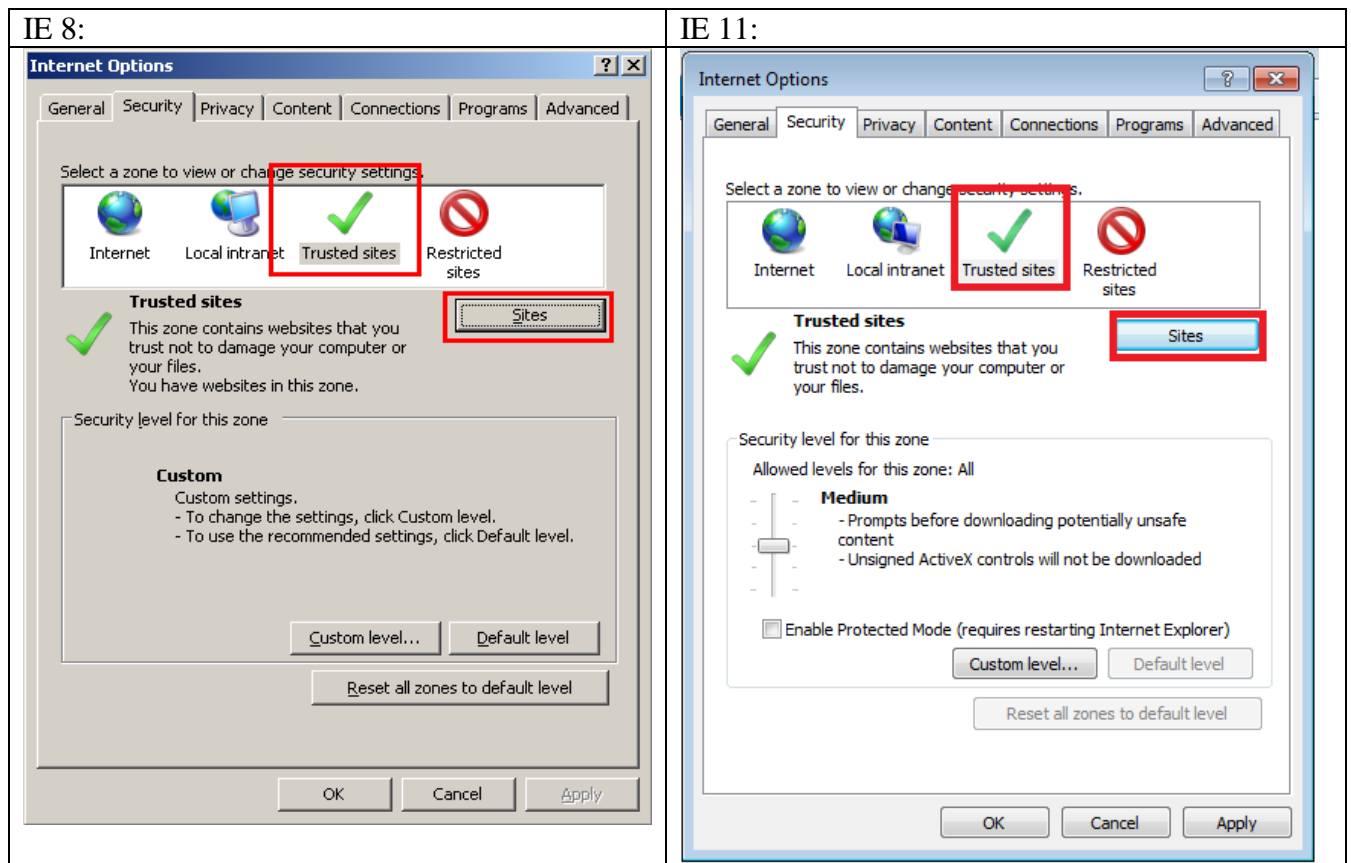 IE 8:
Internet Options
General Security Privacy Content Connections Programs Advanced
Select a zone to view or change security settings.
Internet Local intranet Trusted sites Restricted
sites
Trusted sites
Sites
This zone contains websites that you
trust not to damage your computer or
your files.
You have websites in this zone.
Security level for this zone
Custom
Custom settings.
- To change the settings, click Custom level.
- To use the recommended settings, click Default level.
Custom level... Default level
Reset all zones to default level
OK Cancel Apply
IE 11:
Internet Options
General Security Privacy Content Connections Programs Advanced
Select a zone to view or change security settings.
Internet Local intranet Trusted sites Restricted
sites
Trusted sites
Sites
This zone contains websites that you
trust not to damage your computer or
your files.
Security level for this zone
Allowed levels for this zone: All
Medium
- Prompts before downloading potentially unsafe
content
- Unsigned ActiveX controls will not be downloaded
Enable Protected Mode (requires restarting Internet Explorer)
Custom level... Default level
Reset all zones to default level
OK Cancel Apply